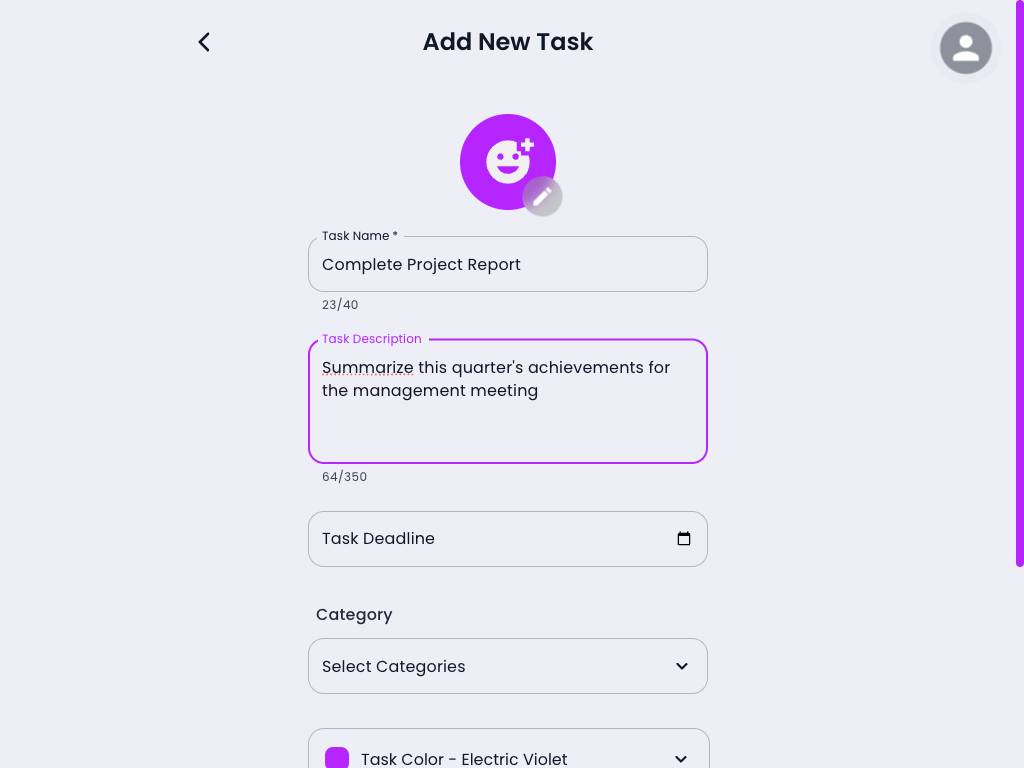 Add New Task
Task Name *
Complete Project Report
23/40
Task Description
Summarize this quarter's achievements for
the management meeting
64/350
Task Deadline
Category
Select Categories
Task Color - Electric Violet